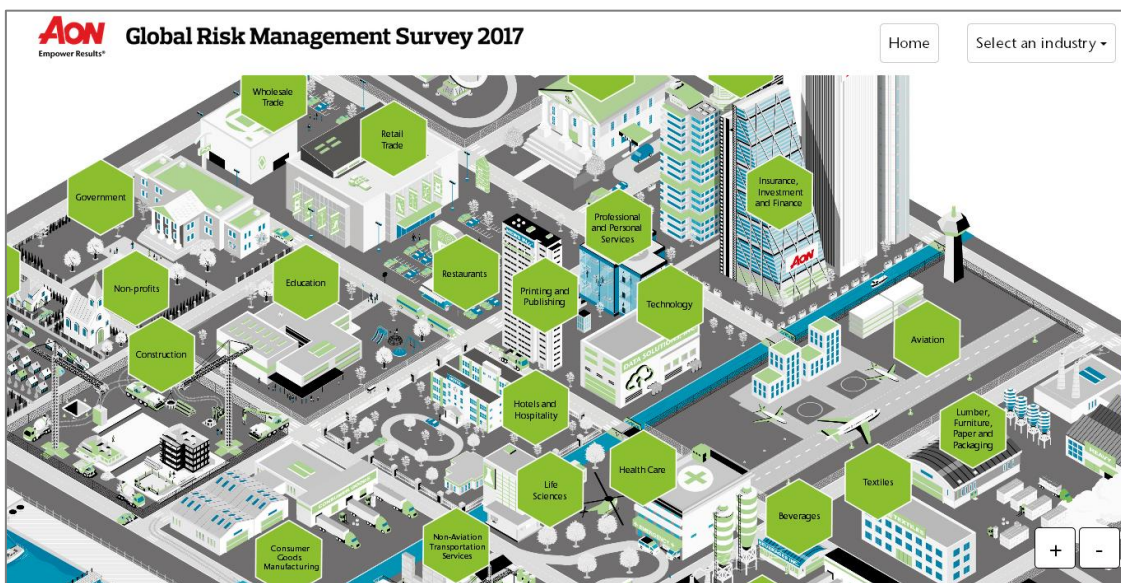 AON
Empower Results®
Global Risk Management Survey 2017
Home
Select an industry
Wholesale
Trade
Retail
Trade
Government
Insurance,
Investment
and Finance
Professional
and Personal
Services
Non-profits
Education
Restaurants
Printing and
Publishing
Technology
AON
Construction
Aviation
DATA SOLUTIONS
Hotels and
Hospitality
Lumber,
Furniture,
Paper and
Packaging
Life
Sciences
Health Care
Textiles
Beverages
Consumer
Goods
Manufacturing
Non-Aviation
Transportation
Services
+
-